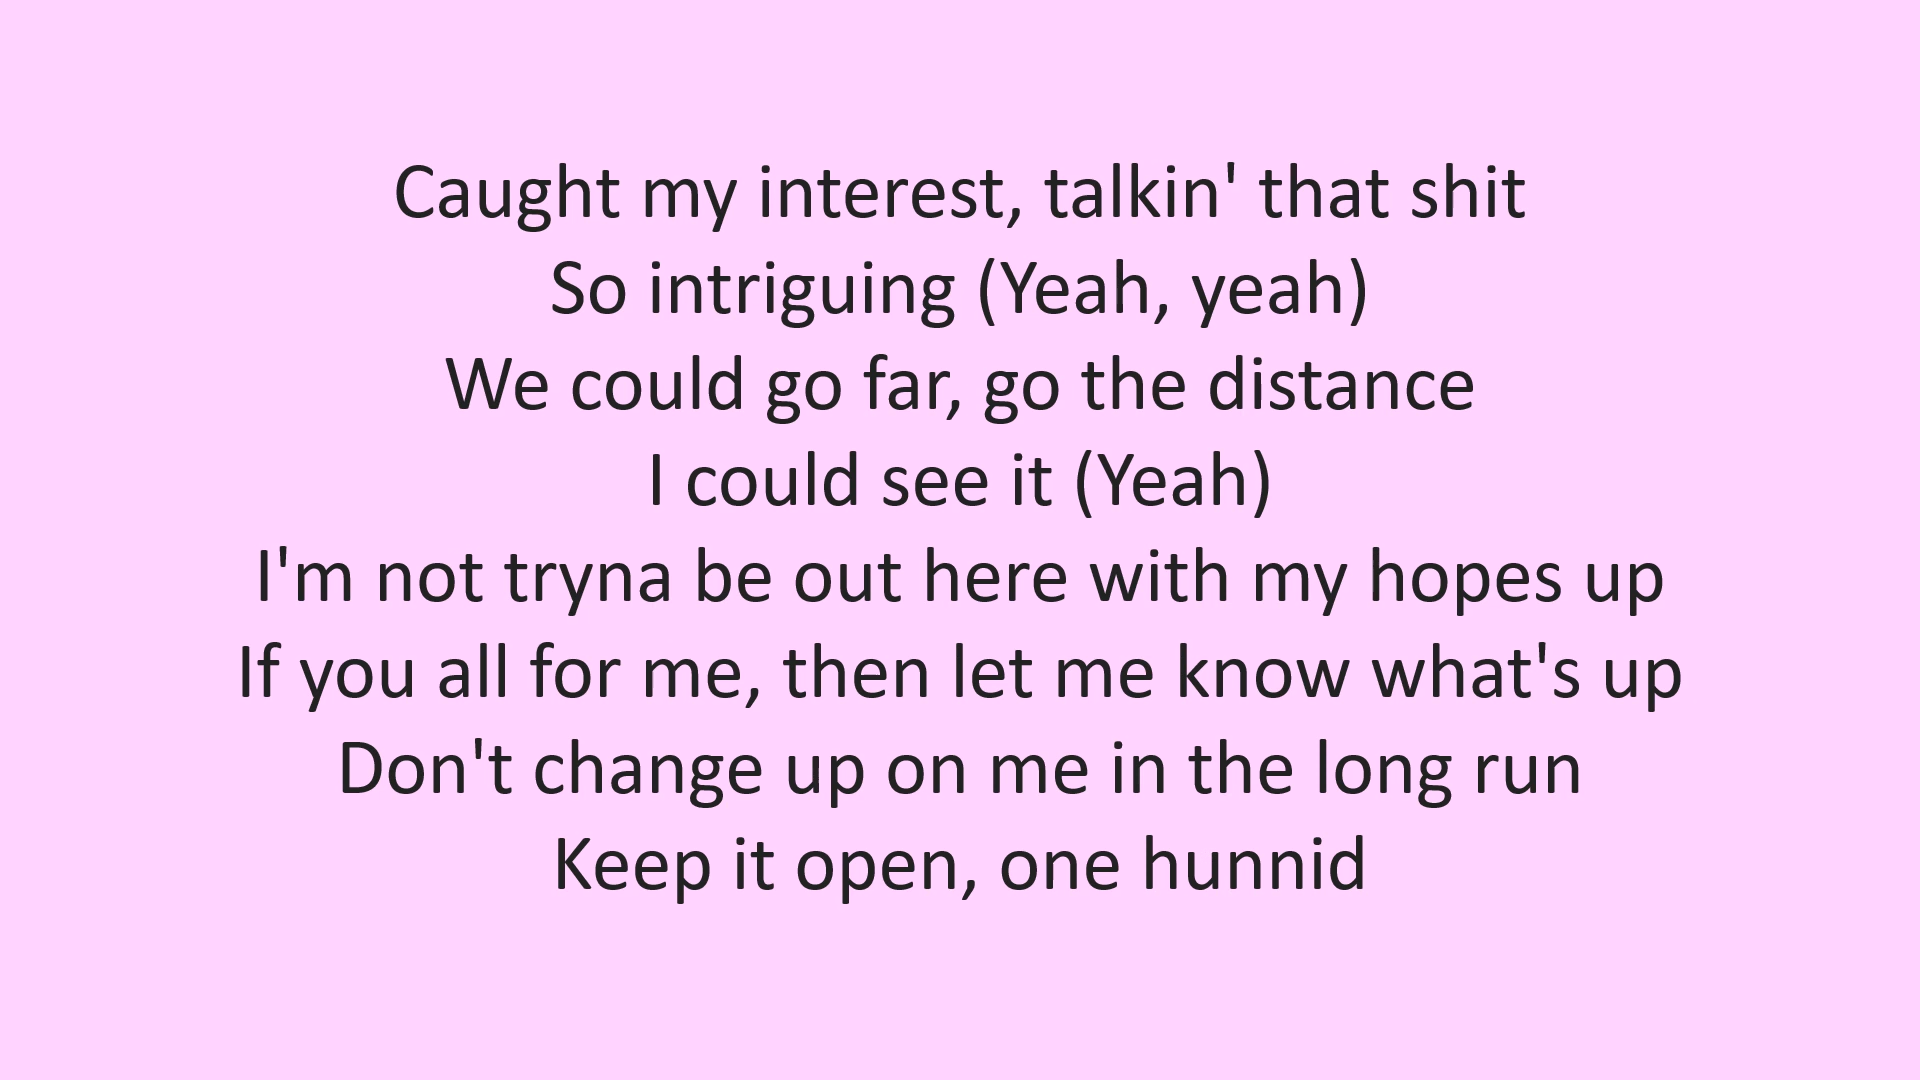 Caught my interest, talkin' that shit
So intriguing (Yeah, yeah)
We could go far, go the distance
I could see it (Yeah)
I'm not tryna be out here with my hopes up
If you all for me, then let me know what's up
Don't change up on me in the long run
Keep it open, one hunnid